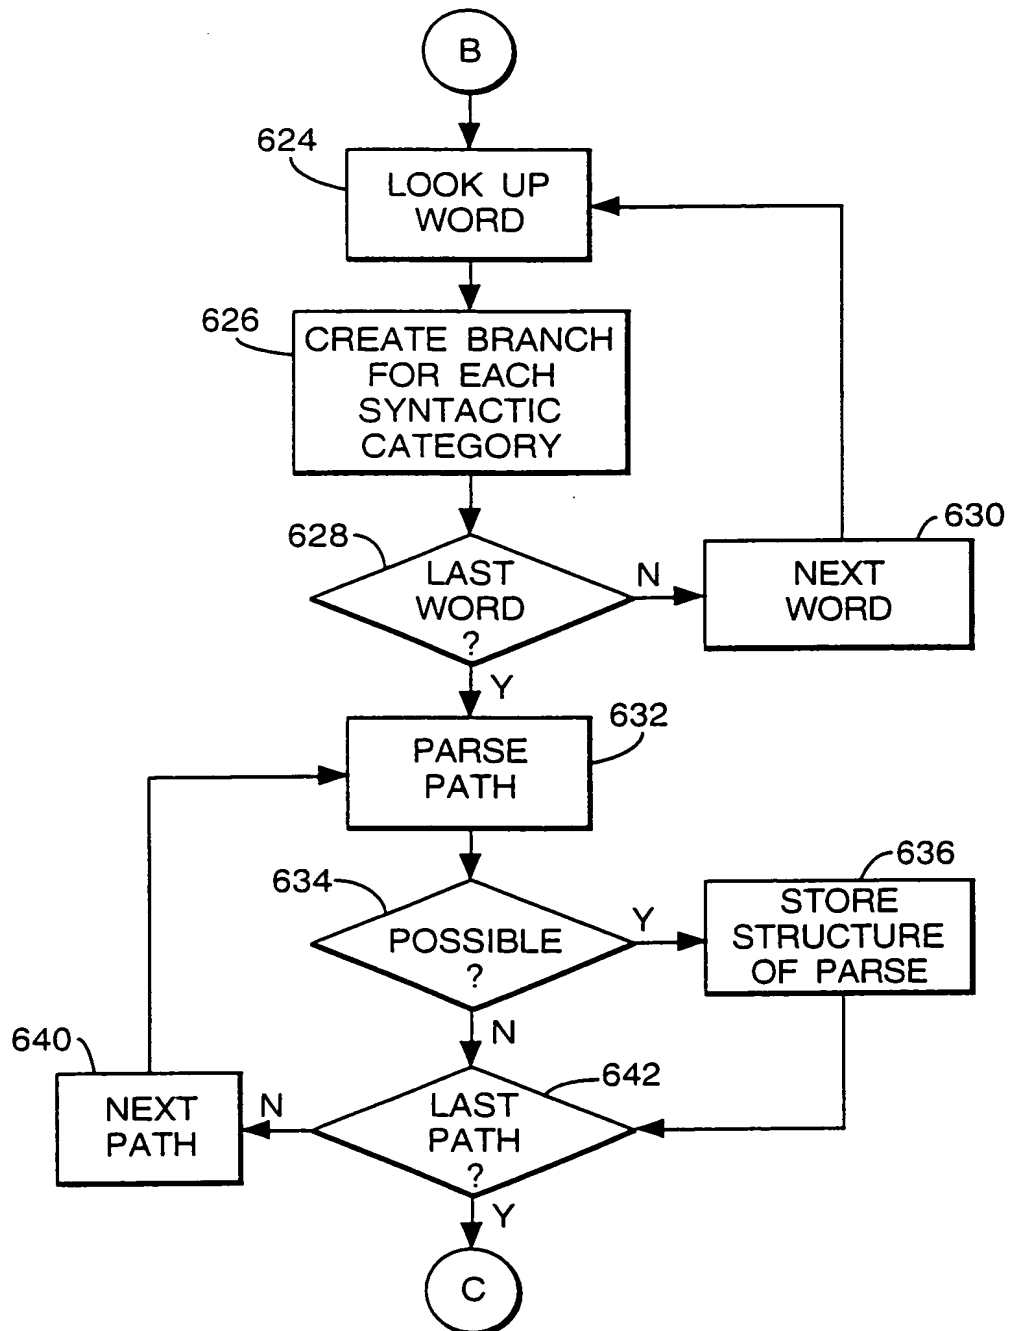 B
624
LOOK UP
WORD
626
CREATE BRANCH
FOR EACH
SYNTACTIC
CATEGORY
628
LAST
WORD
?
N
630
NEXT
WORD
Y
632
PARSE
PATH
634
POSSIBLE
?
Y
636
STORE
STRUCTURE
OF PARSE
N
640
NEXT
PATH
N
642
LAST
PATH
?
Y
C